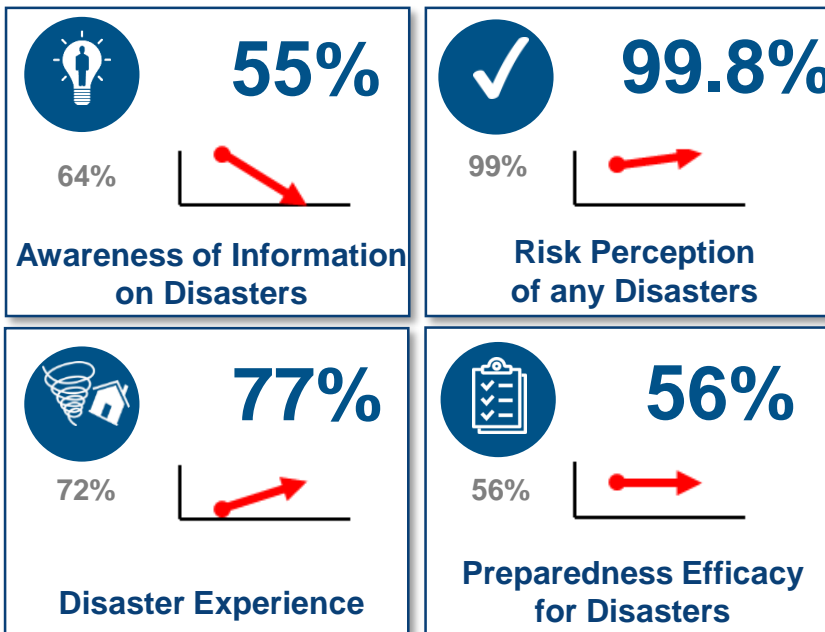 55%
64%
Awareness of Information
on Disasters
99.8%
99%
Risk Perception
of any Disasters
77%
72%
Disaster Experience
56%
56%
Preparedness Efficacy
for Disasters